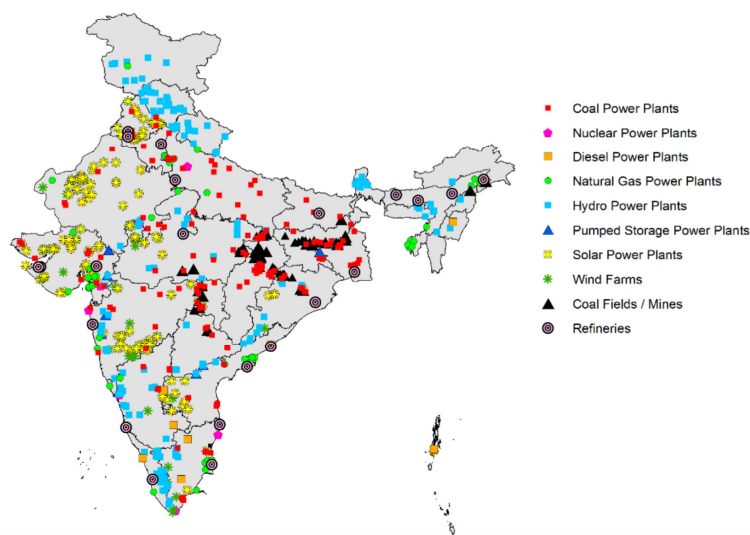 Coal Power Plants
Nuclear Power Plants
Diesel Power Plants
Natural Gas Power Plants
Hydro Power Plants
Pumped Storage Power Plants
Solar Power Plants
Wind Farms
Coal Fields / Mines
Refineries